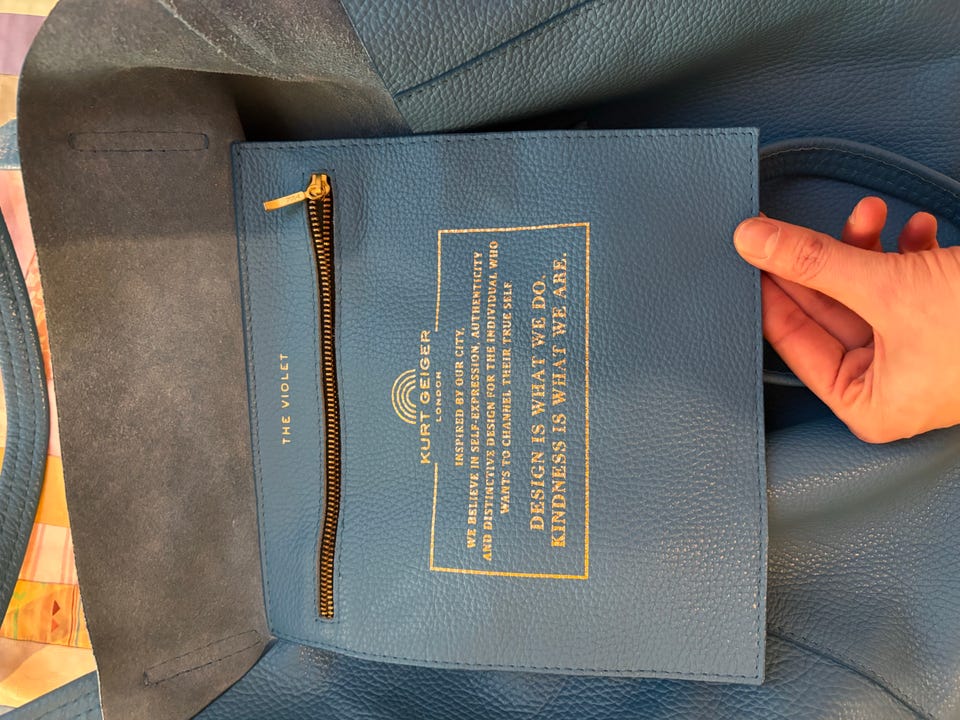 THE VIOLET
KURT GEIGER
LONDON
INSPIRED BY OUR CITY,
WE BELIEVE IN SELF-EXPRESSION, AUTHENTICITY
AND DISTINCTIVE DESIGN FOR THE INDIVIDUAL WHO
WANTS TO CHANNEL THEIR TRUE SELF.
DESIGN IS WHAT WE DO.
KINDNESS IS WHAT WE ARE.